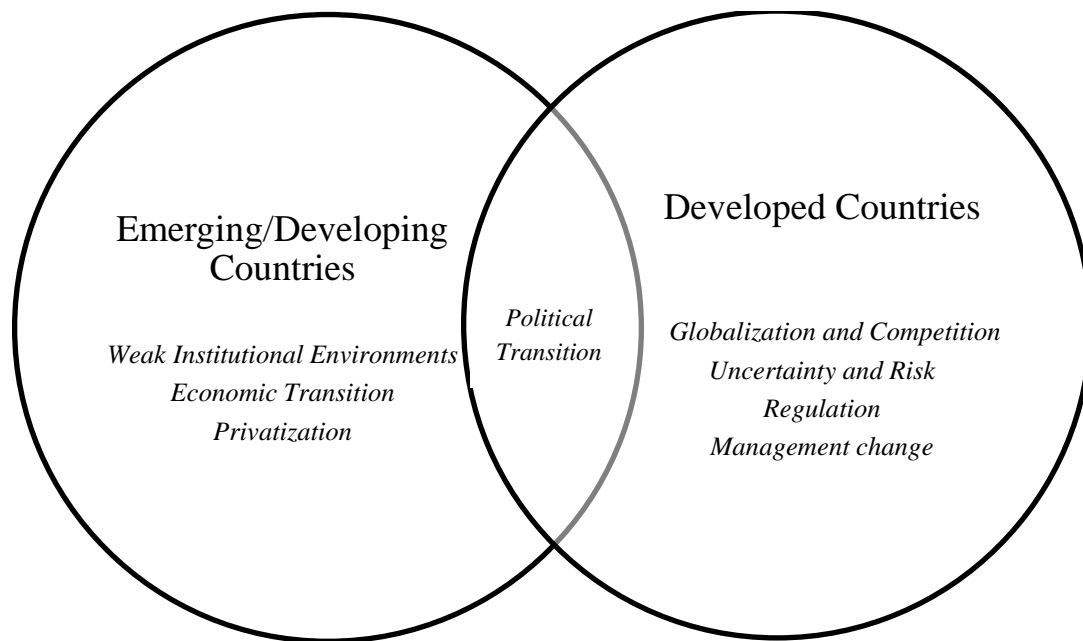 Emerging/Developing
Countries
Weak Institutional Environments
Economic Transition
Privatization
Political
Transition
Developed Countries
Globalization and Competition
Uncertainty and Risk
Regulation
Management change